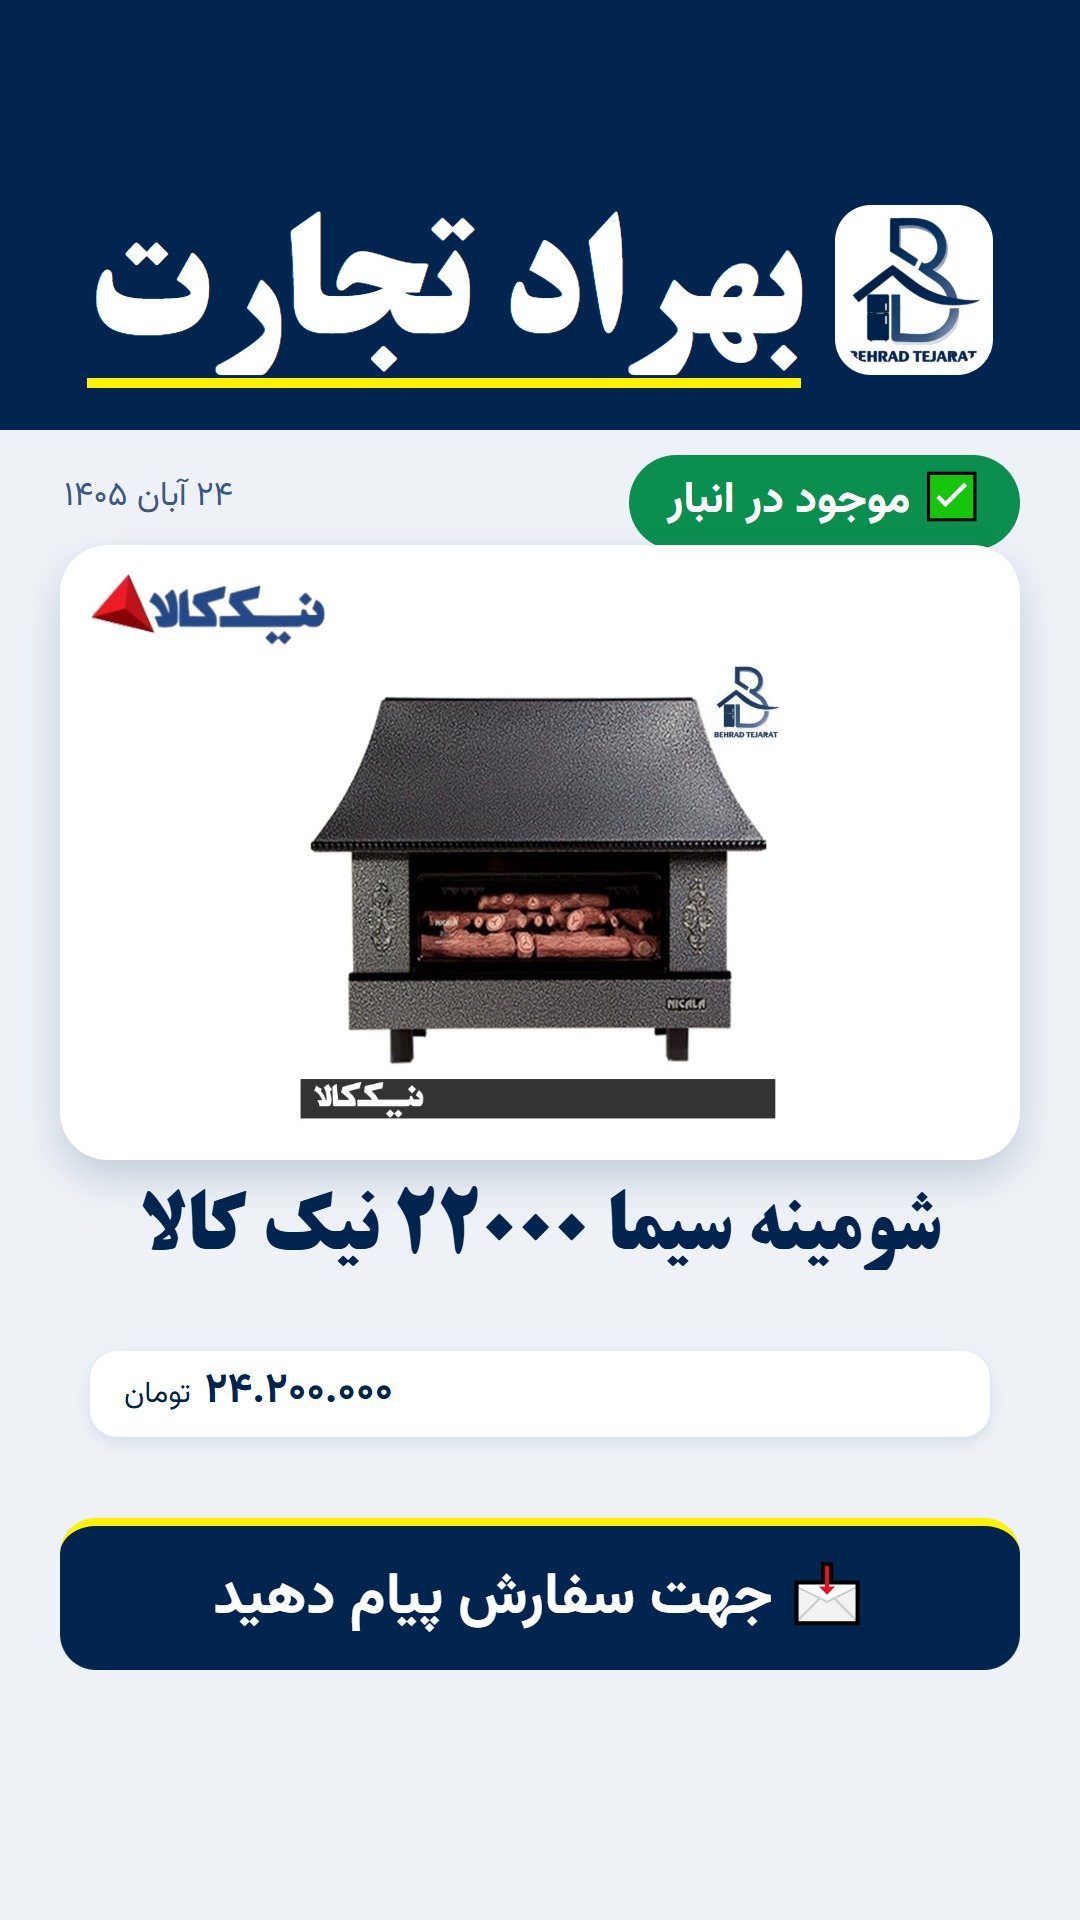 بهراد تجارت
BEHRAD TEJARAT
✅ موجود در انبار
۲۴ آبان ۱۴۰۵
نیک‌کالا
BEHRAD TEJARAT
NICALA
نیک‌کالا
شومینه سیما ۲۲۰۰۰ نیک کالا
۲۴.۲۰۰.۰۰۰ تومان
📩 جهت سفارش پیام دهید